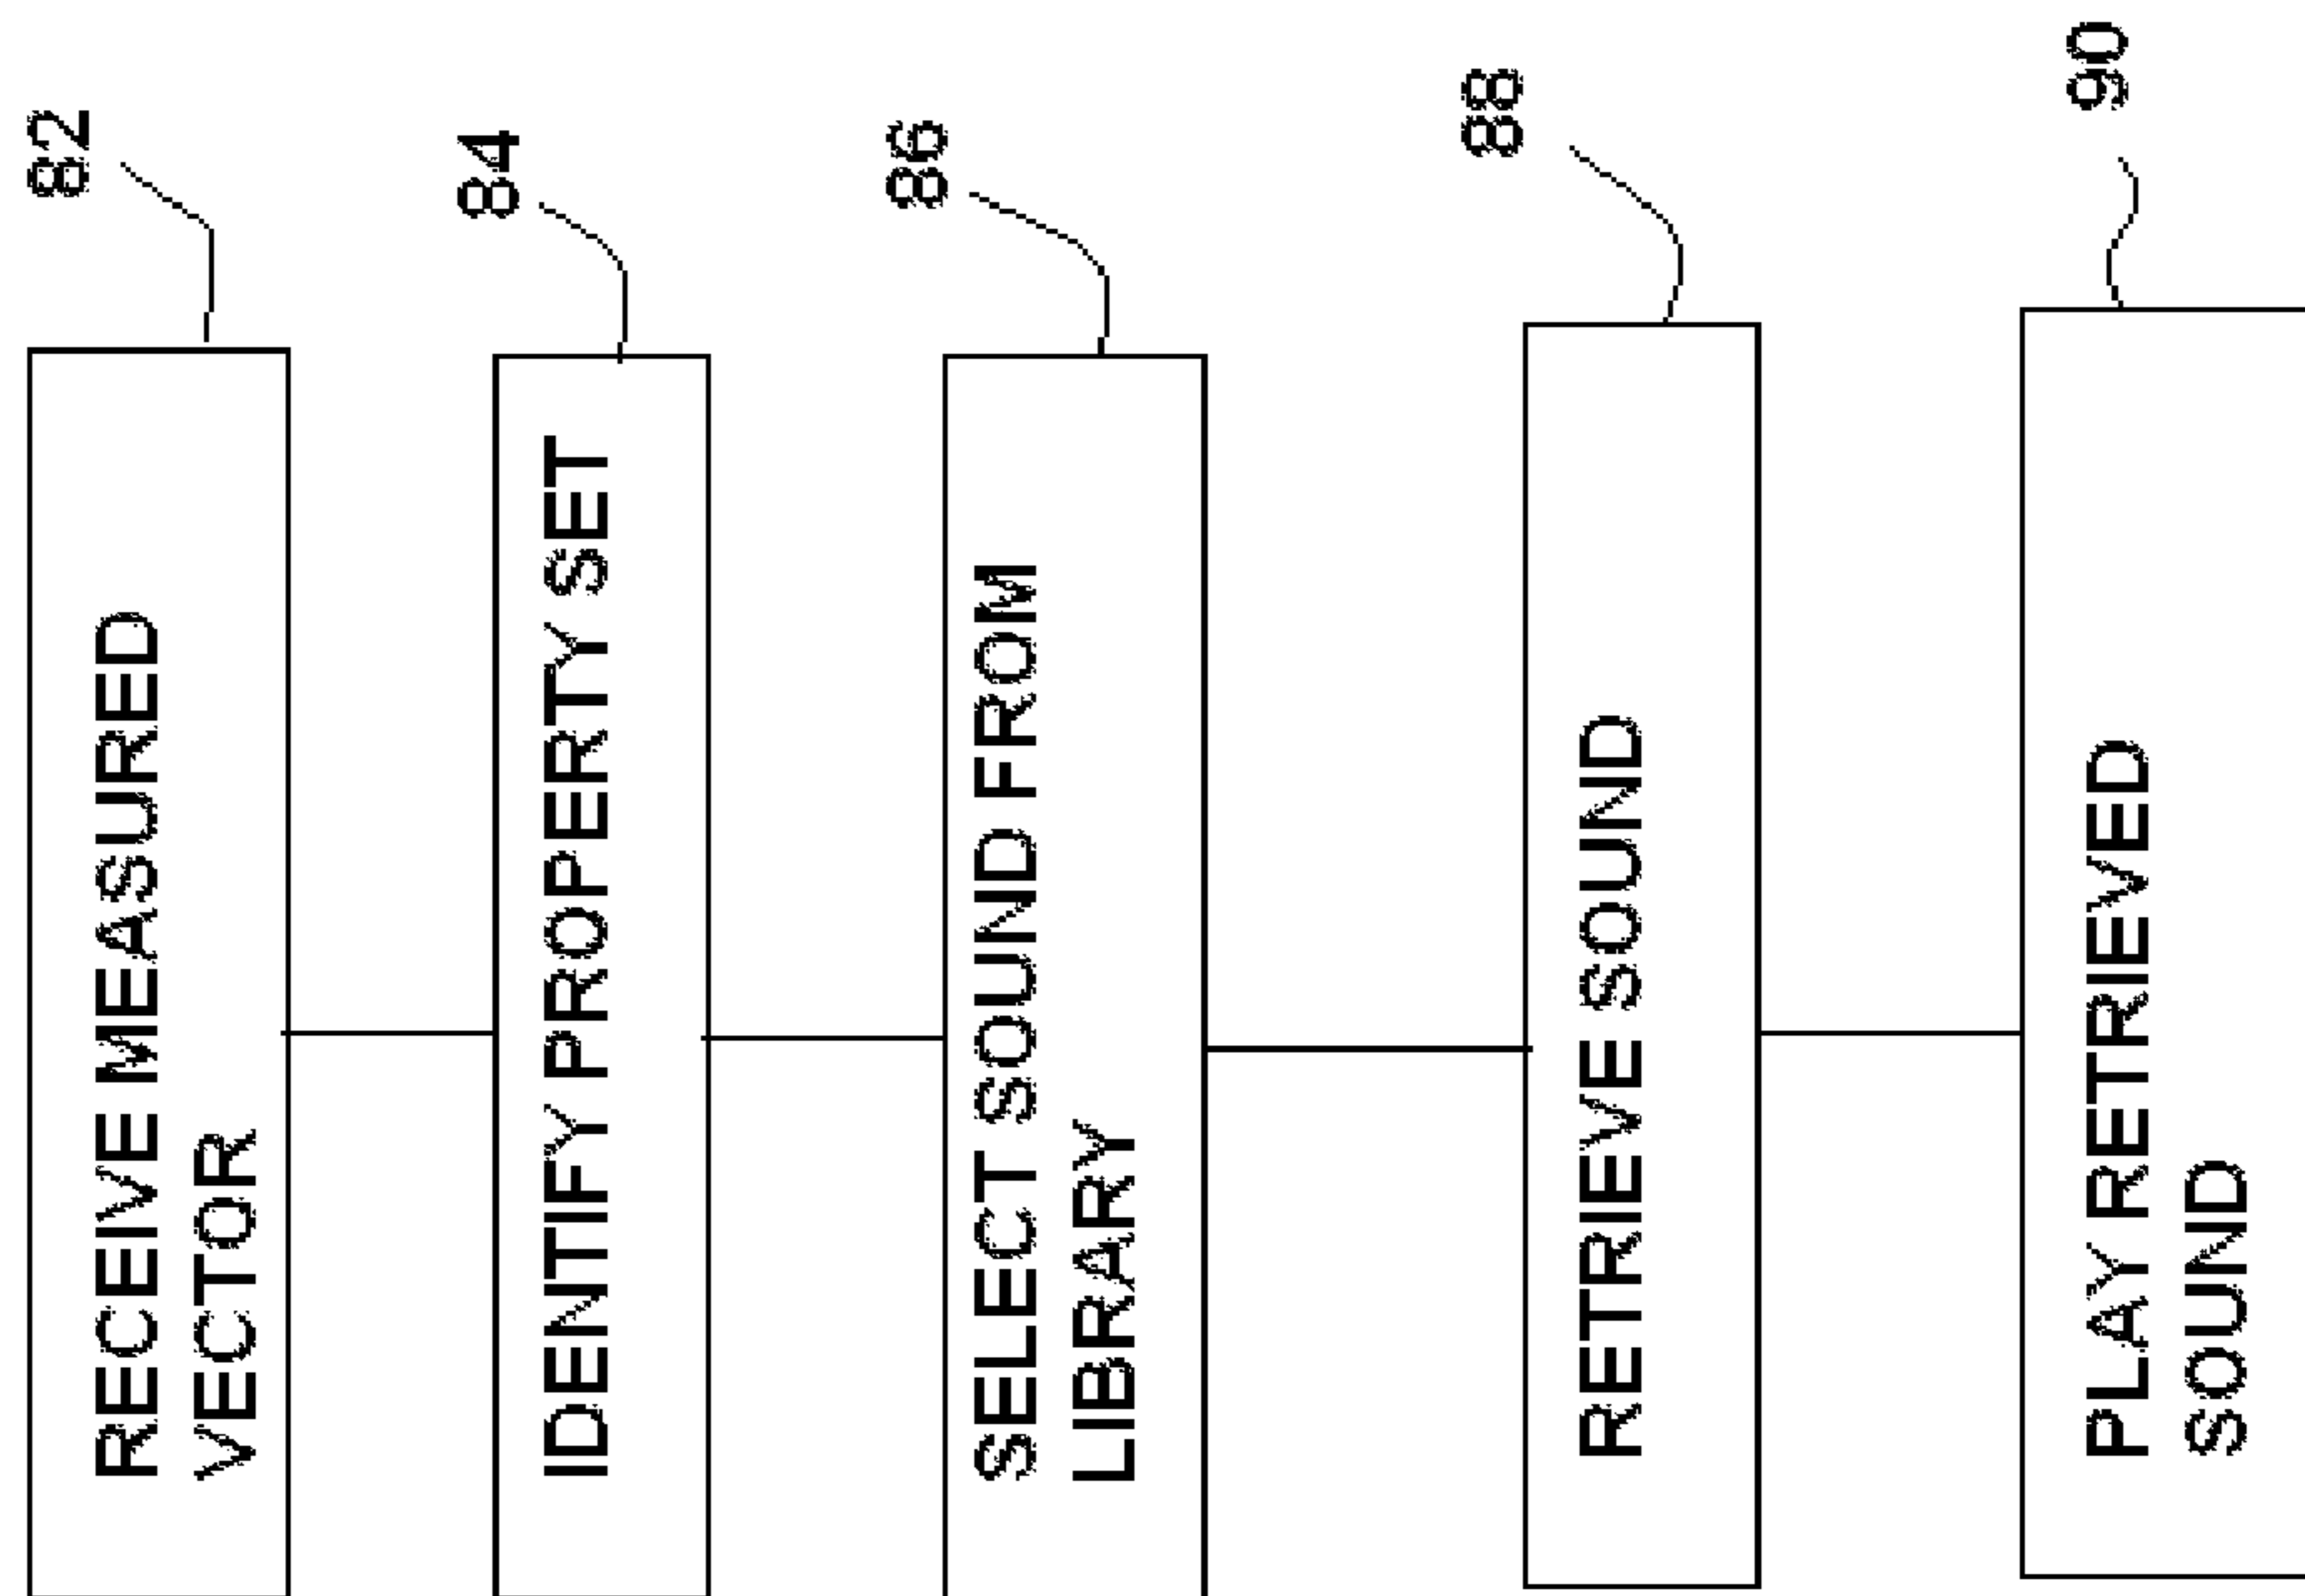 82
RECEIVE MEASURED
VECTOR
84
IDENTIFY PROPERTY SET
86
SELECT SOUND FROM
LIBRARY
88
RETRIEVE SOUND
90
PLAY RETRIEVED
SOUND